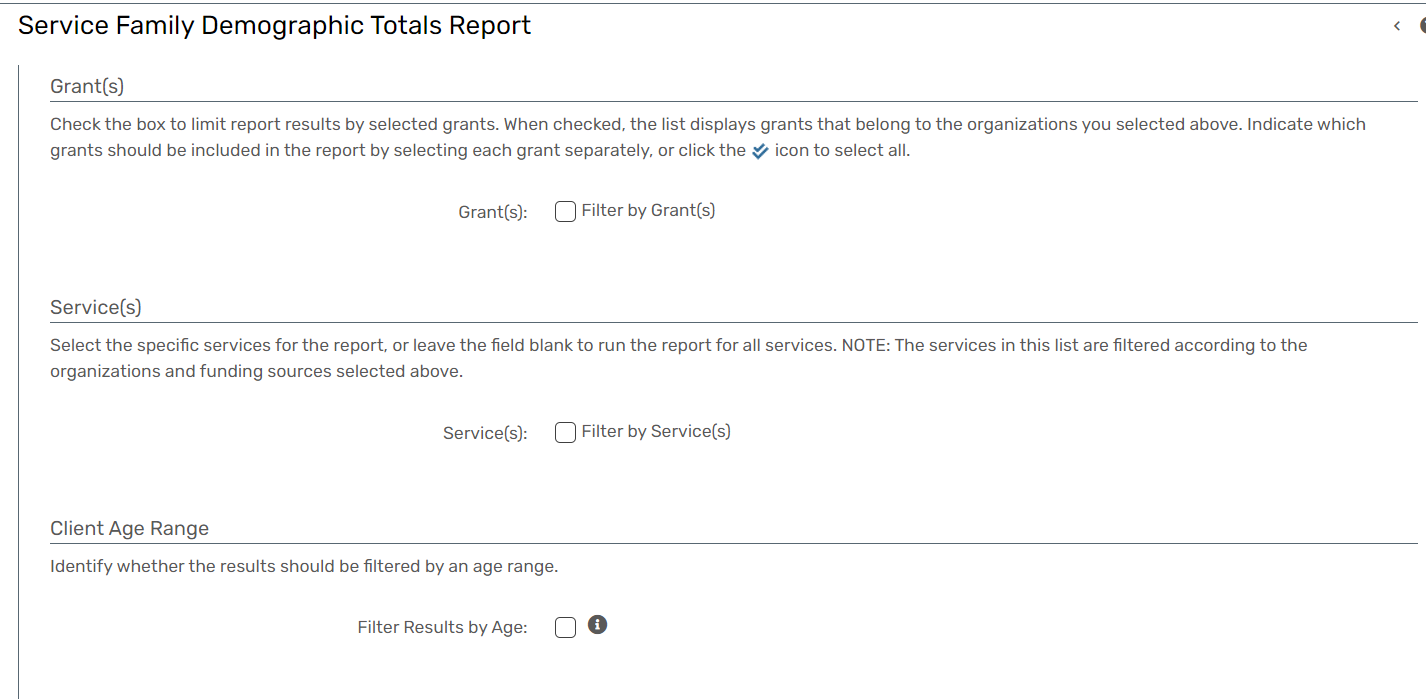 Service Family Demographic Totals Report
Grant(s)
Check the box to limit report results by selected grants. When checked, the list displays grants that belong to the organizations you selected above. Indicate which
grants should be included in the report by selecting each grant separately, or click the icon to select all.
Grant(s): Filter by Grant(s)
Service(s)
Select the specific services for the report, or leave the field blank to run the report for all services. NOTE: The services in this list are filtered according to the
organizations and funding sources selected above.
Service(s): Filter by Service(s)
Client Age Range
Identify whether the results should be filtered by an age range.
Filter Results by Age: